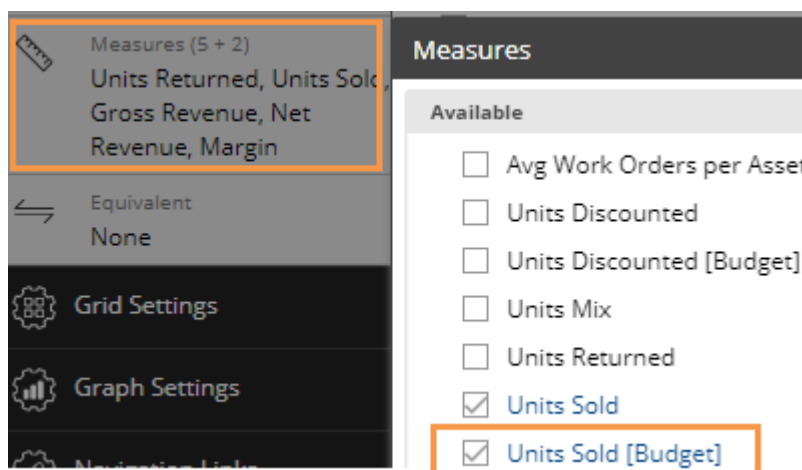 Measures (5 + 2)
Units Returned, Units Sold,
Gross Revenue, Net
Revenue, Margin
Equivalent
None
Grid Settings
Graph Settings
Navigation Links
Measures
Available
Avg Work Orders per Asset
Units Discounted
Units Discounted [Budget]
Units Mix
Units Returned
Units Sold
Units Sold [Budget]